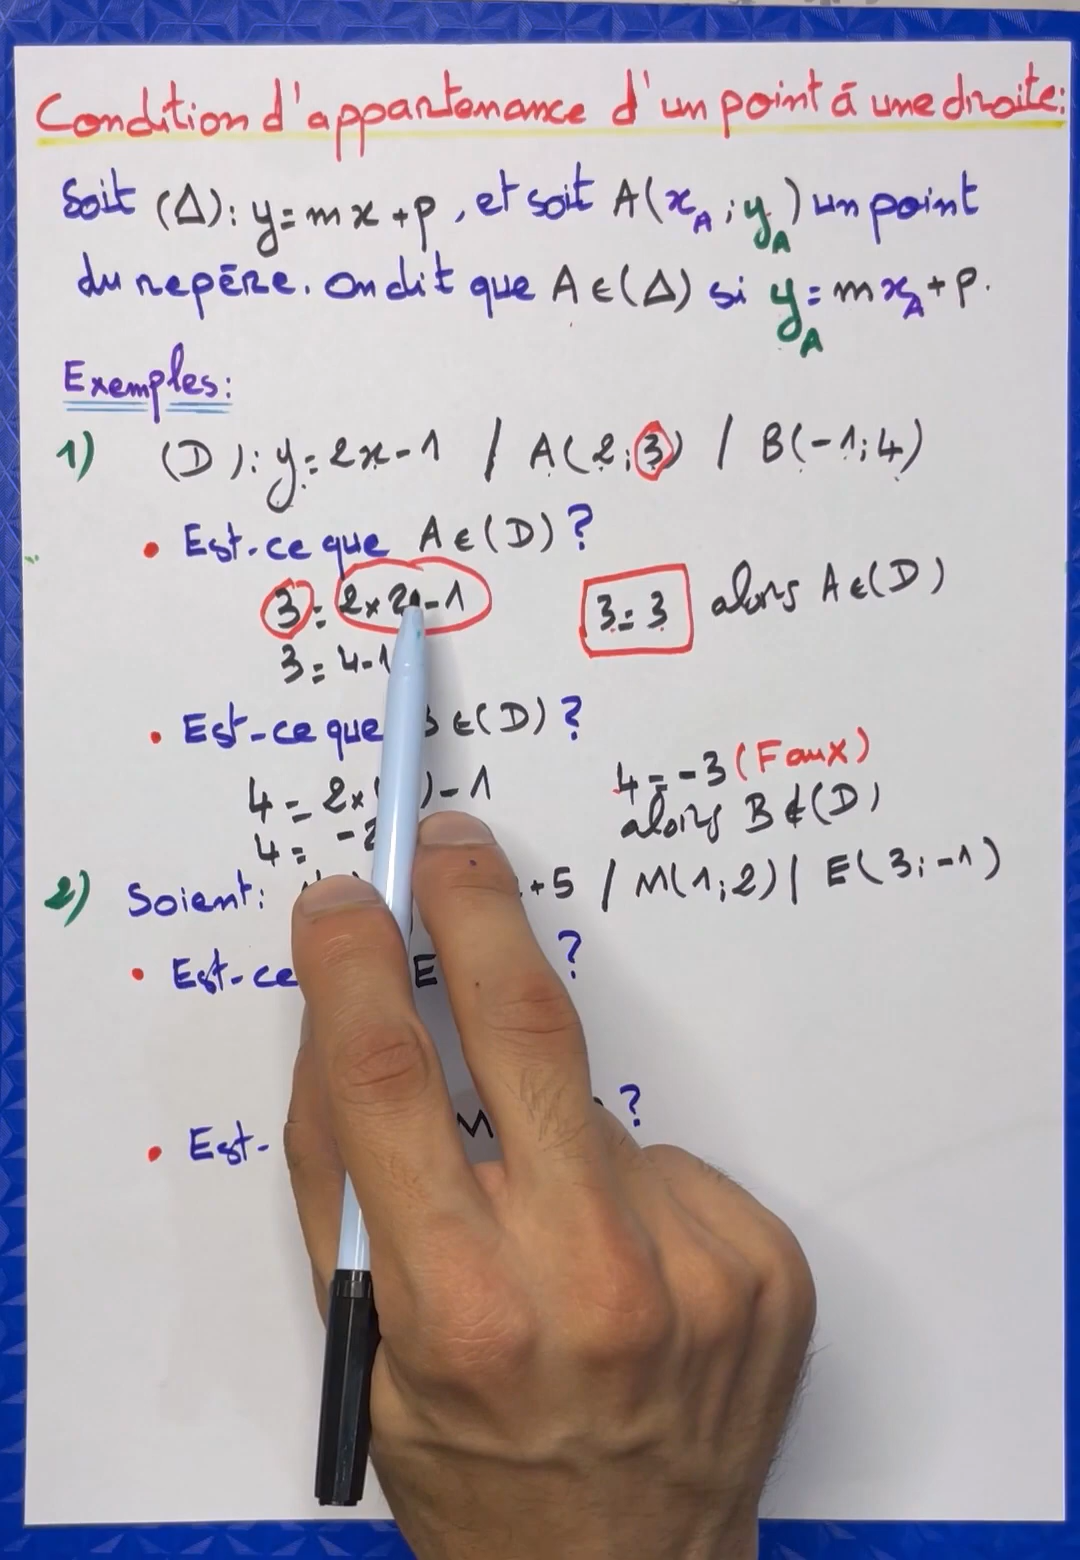 Condition d'appartenance d'un point à une droite:
Soit (Δ): y=mx+p, et soit A(x_A; y_A) un point
du repère. On dit que A∈(Δ) si y_A=mx_A+p.
Exemples:
1) (D): y=2x-1 / A(2;3) / B(-1;4)
• Est-ce que A∈(D)?
3=2×2-1
3=4-1
3=3 alors A∈(D)
• Est-ce que B∈(D)?
4=2×( )-1
4=-2
4=-3 (Faux)
alors B∉(D)
2) Soient: +5 / M(1;2) / E(3;-1)
• Est-ce E ?
• Est- M ?